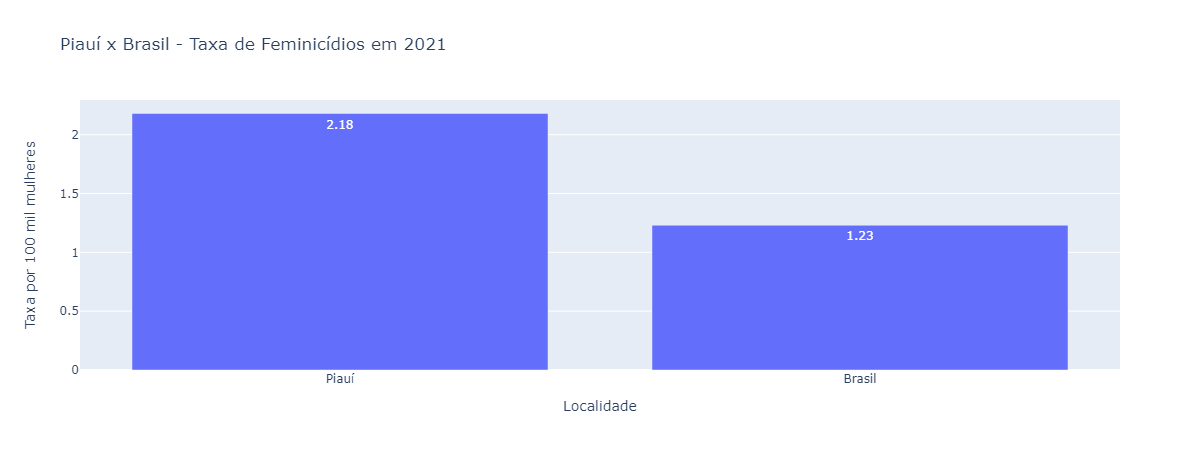 Piauí x Brasil - Taxa de Feminicídios em 2021
Taxa por 100 mil mulheres
2
1.5
1
0.5
0
2.18
1.23
Piauí
Brasil
Localidade